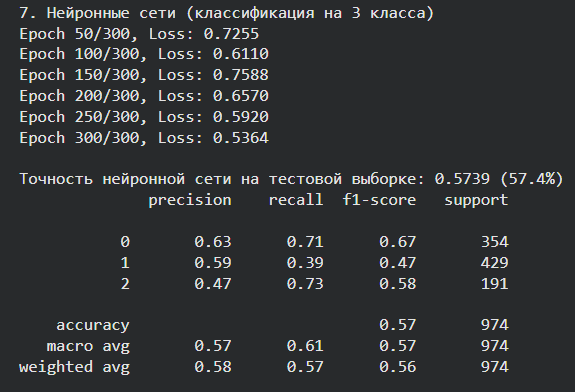 7. Нейронные сети (классификация на 3 класса)
Epoch 50/300, Loss: 0.7255
Epoch 100/300, Loss: 0.6110
Epoch 150/300, Loss: 0.7588
Epoch 200/300, Loss: 0.6570
Epoch 250/300, Loss: 0.5920
Epoch 300/300, Loss: 0.5364
Точность нейронной сети на тестовой выборке: 0.5739 (57.4%)
precision recall f1-score support
0 0.63 0.71 0.67 354
1 0.59 0.39 0.47 429
2 0.47 0.73 0.58 191
accuracy 0.57 974
macro avg 0.57 0.61 0.57 974
weighted avg 0.58 0.57 0.56 974